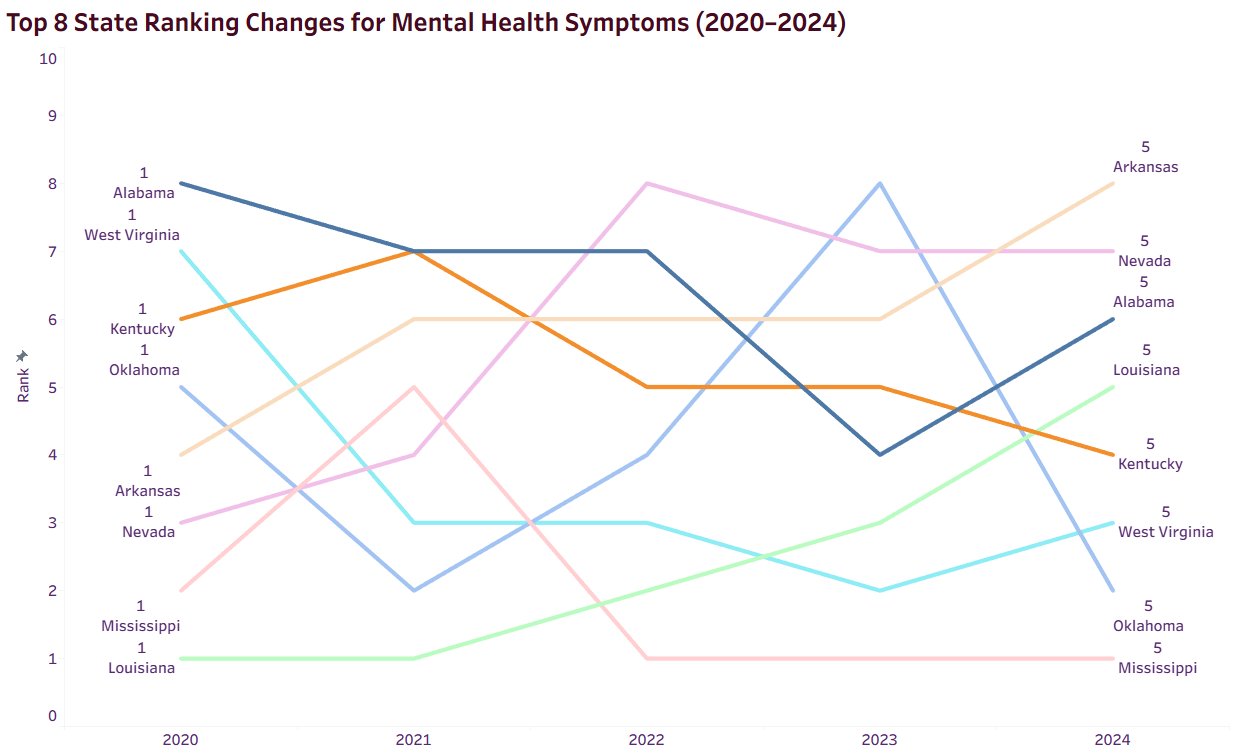 Top 8 State Ranking Changes for Mental Health Symptoms (2020–2024)
10
9
8
7
6
5
4
3
2
1
0
Rank
1
Alabama
1
West Virginia
1
Kentucky
1
Oklahoma
1
Arkansas
1
Nevada
1
Mississippi
1
Louisiana
5
Arkansas
5
Nevada
5
Alabama
5
Louisiana
5
Kentucky
5
West Virginia
5
Oklahoma
5
Mississippi
2020
2021
2022
2023
2024